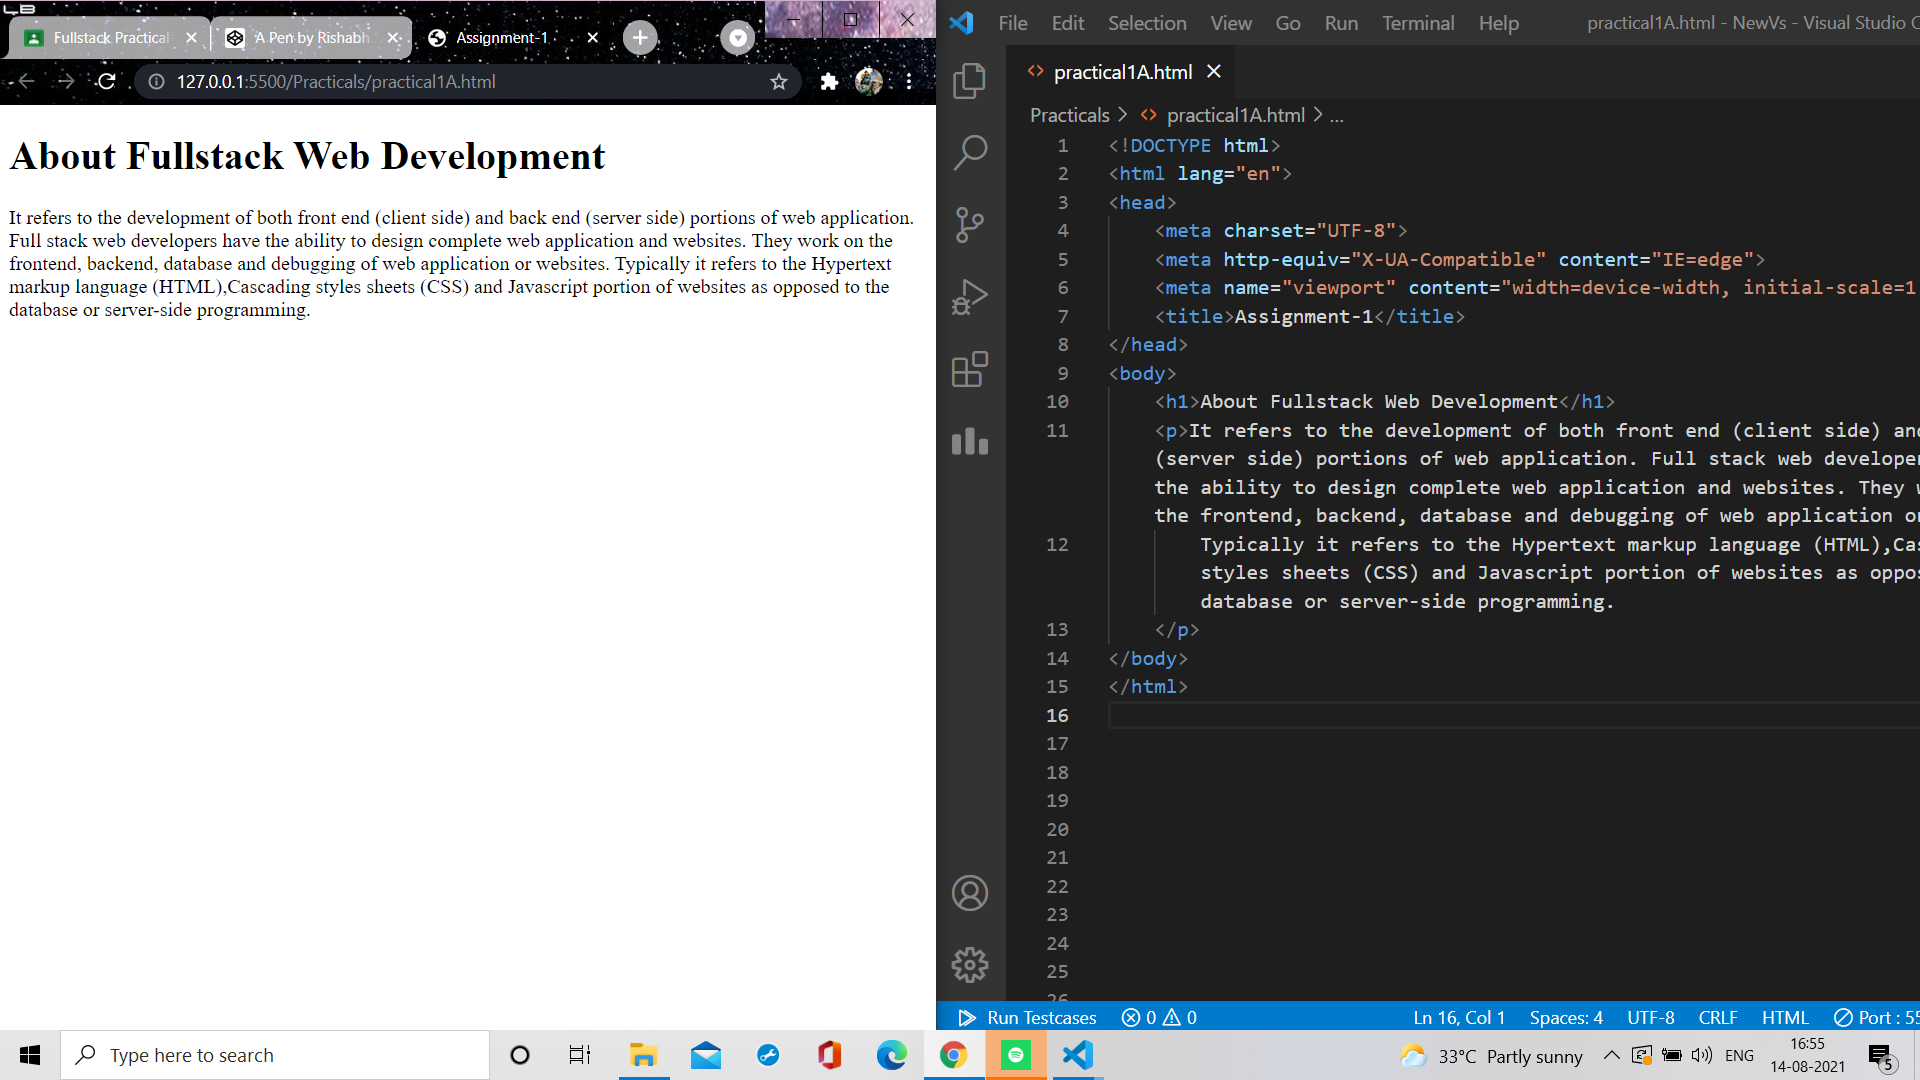 Fullstack Practical
A Pen by Rishabh
Assignment-1
127.0.0.1:5500/Practicals/practical1A.html
About Fullstack Web Development
It refers to the development of both front end (client side) and back end (server side) portions of web application.
Full stack web developers have the ability to design complete web application and websites. They work on the
frontend, backend, database and debugging of web application or websites. Typically it refers to the Hypertext
markup language (HTML),Cascading styles sheets (CSS) and Javascript portion of websites as opposed to the
database or server-side programming.
File Edit Selection View Go Run Terminal Help practical1A.html - NewVs - Visual Studio C
practical1A.html
Practicals > practical1A.html > ...
1 <!DOCTYPE html>
2 <html lang="en">
3 <head>
4 <meta charset="UTF-8">
5 <meta http-equiv="X-UA-Compatible" content="IE=edge">
6 <meta name="viewport" content="width=device-width, initial-scale=1
7 <title>Assignment-1</title>
8 </head>
9 <body>
10 <h1>About Fullstack Web Development</h1>
11 <p>It refers to the development of both front end (client side) and
(server side) portions of web application. Full stack web developer
the ability to design complete web application and websites. They w
the frontend, backend, database and debugging of web application or
12 Typically it refers to the Hypertext markup language (HTML),Cas
styles sheets (CSS) and Javascript portion of websites as oppos
database or server-side programming.
13 </p>
14 </body>
15 </html>
16
17
18
19
20
21
22
23
24
25
26
Run Testcases 0 0 Ln 16, Col 1 Spaces: 4 UTF-8 CRLF HTML Port : 55
Type here to search
33°C Partly sunny
ENG
16:55
14-08-2021
5